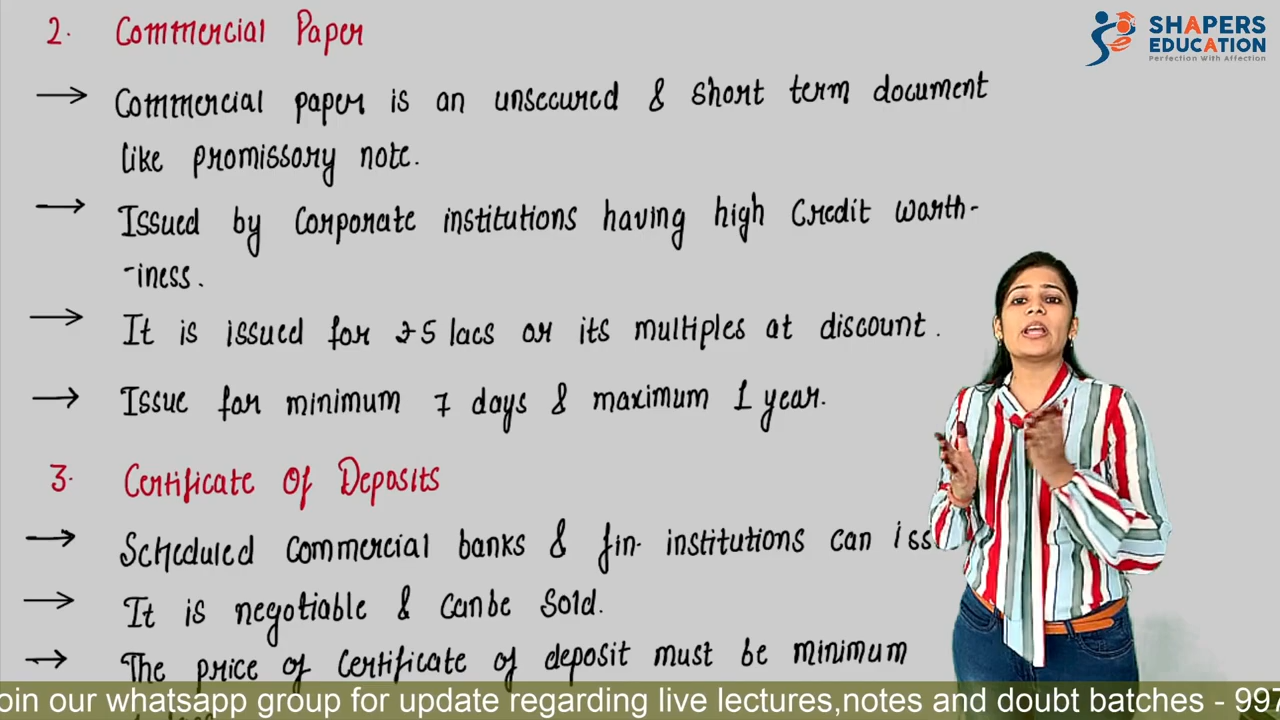 SHAPERS
EDUCATION
Perfection With Affection
2. Commercial Paper
→ Commercial paper is an unsecured & short term document
like promissory note.
→ Issued by Corporate institutions having high Credit worth-
-iness.
→ It is issued for ₹5 lacs or its multiples at discount.
→ Issue for minimum 7 days & maximum 1 year.
3. Certificate Of Deposits
→ Scheduled commercial banks & fin. institutions can iss
→ It is negotiable & can be sold.
→ The price of certificate of deposit must be minimum
oin our whatsapp group for update regarding live lectures,notes and doubt batches - 997